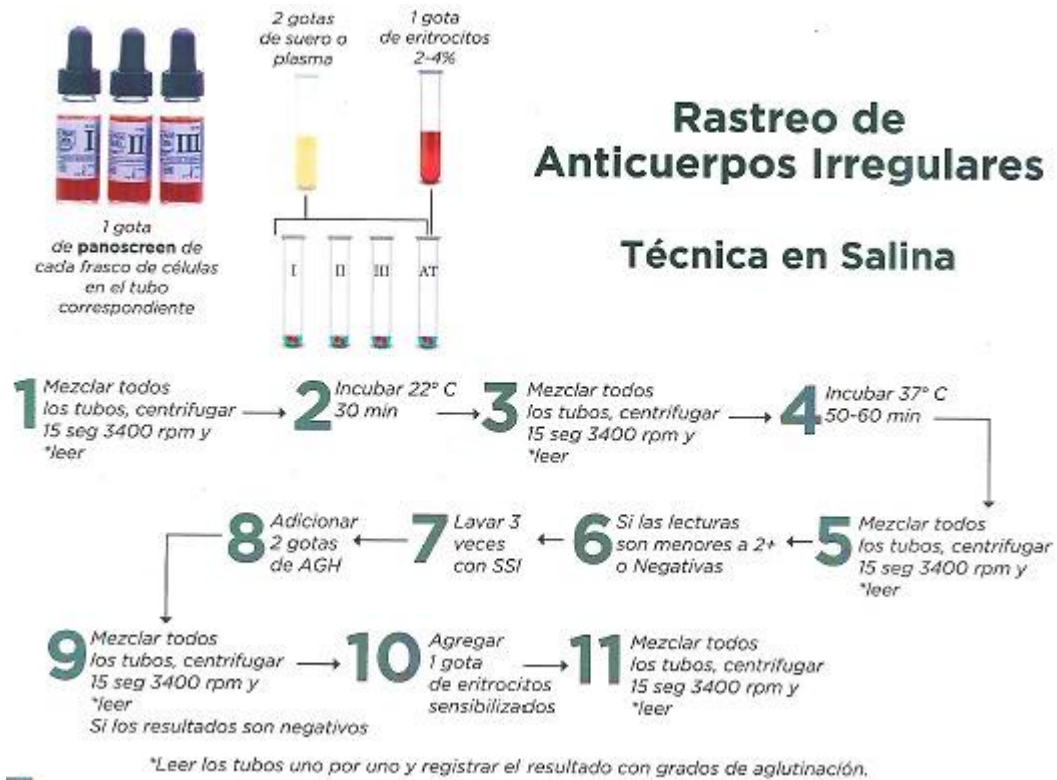 2 gotas
de suero o
plasma
1 gota
de eritrocitos
2-4%
I
II
III
1 gota
de panoscreen de
cada frasco de células
en el tubo
correspondiente
I
II
III
AT
Rastreo de
Anticuerpos Irregulares
Técnica en Salina
1 Mezclar todos
los tubos, centrifugar
15 seg 3400 rpm y
*leer
2 Incubar 22° C
30 min
3 Mezclar todos
los tubos, centrifugar
15 seg 3400 rpm y
*leer
4 Incubar 37° C
50-60 min
5 Mezclar todos
los tubos, centrifugar
15 seg 3400 rpm y
*leer
6 Si las lecturas
son menores a 2+
o Negativas
7 Lavar 3
veces
con SSI
8 Adicionar
2 gotas
de AGH
9 Mezclar todos
los tubos, centrifugar
15 seg 3400 rpm y
*leer
Si los resultados son negativos
10 Agregar
1 gota
de eritrocitos
sensibilizados
11 Mezclar todos
los tubos, centrifugar
15 seg 3400 rpm y
*leer
*Leer los tubos uno por uno y registrar el resultado con grados de aglutinación.